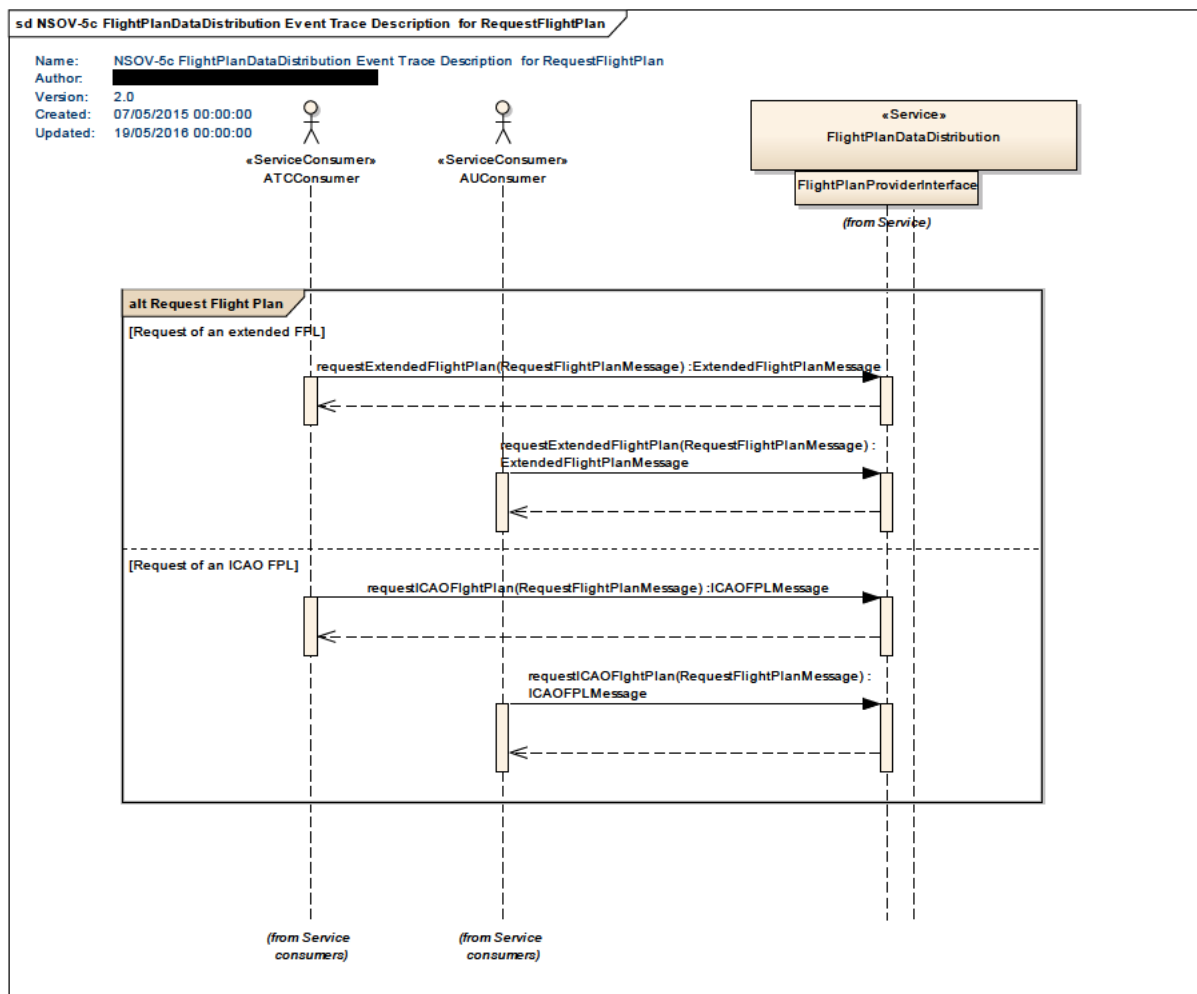 sd NSOV-5c FlightPlanDataDistribution Event Trace Description  for RequestFlightPlan
Name: NSOV-5c FlightPlanDataDistribution Event Trace Description  for RequestFlightPlan
Author:
Version: 2.0
Created: 07/05/2015 00:00:00
Updated: 19/05/2016 00:00:00
«ServiceConsumer»
ATCConsumer
«ServiceConsumer»
AUConsumer
«Service»
FlightPlanDataDistribution
FlightPlanProviderInterface
(from Service)
alt Request Flight Plan
[Request of an extended FPL]
requestExtendedFlightPlan(RequestFlightPlanMessage) :ExtendedFlightPlanMessage
requestExtendedFlightPlan(RequestFlightPlanMessage) :
ExtendedFlightPlanMessage
[Request of an ICAO FPL]
requestICAOFlghtPlan(RequestFlightPlanMessage) :ICAOFPLMessage
requestICAOFlghtPlan(RequestFlightPlanMessage) :
ICAOFPLMessage
(from Service
consumers)
(from Service
consumers)